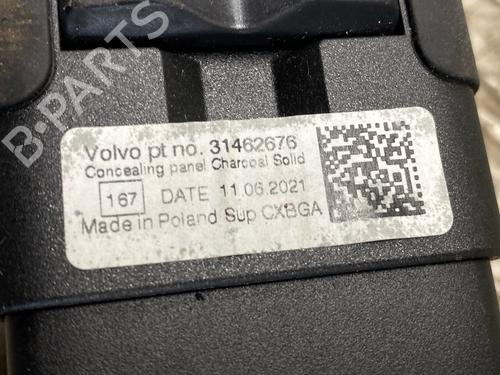 B-PARTS
Volvo pt no. 31462676
Concealing panel Charcoal Solid
167 DATE 11.06.2021
Made in Poland Sup CXBGA